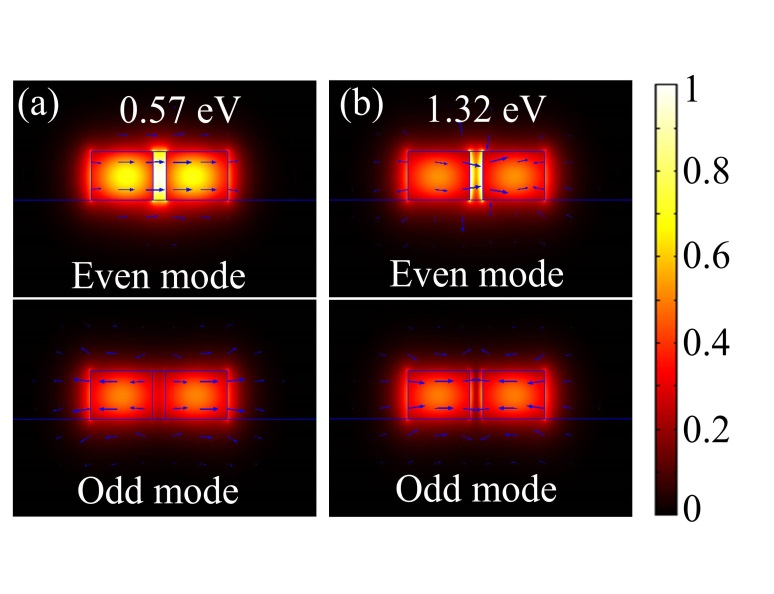 (a) 0.57 eV
Even mode
Odd mode
(b) 1.32 eV
Even mode
Odd mode
1
0.8
0.6
0.4
0.2
0